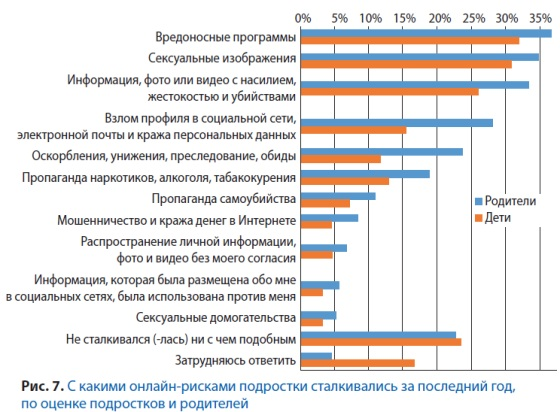 0% 5% 10% 15% 20% 25% 30% 35%
Вредоносные программы
Сексуальные изображения
Информация, фото или видео с насилием,
жестокостью и убийствами
Взлом профиля в социальной сети,
электронной почты и кража персональных данных
Оскорбления, унижения, преследование, обиды
Пропаганда наркотиков, алкоголя, табакокурения
Пропаганда самоубийства
Мошенничество и кража денег в Интернете
Распространение личной информации,
фото и видео без моего согласия
Информация, которая была размещена обо мне
в социальных сетях, была использована против меня
Сексуальные домогательства
Не сталкивался (-лась) ни с чем подобным
Затрудняюсь ответить
Родители
Дети
Рис. 7. С какими онлайн-рисками подростки сталкивались за последний год,
по оценке подростков и родителей